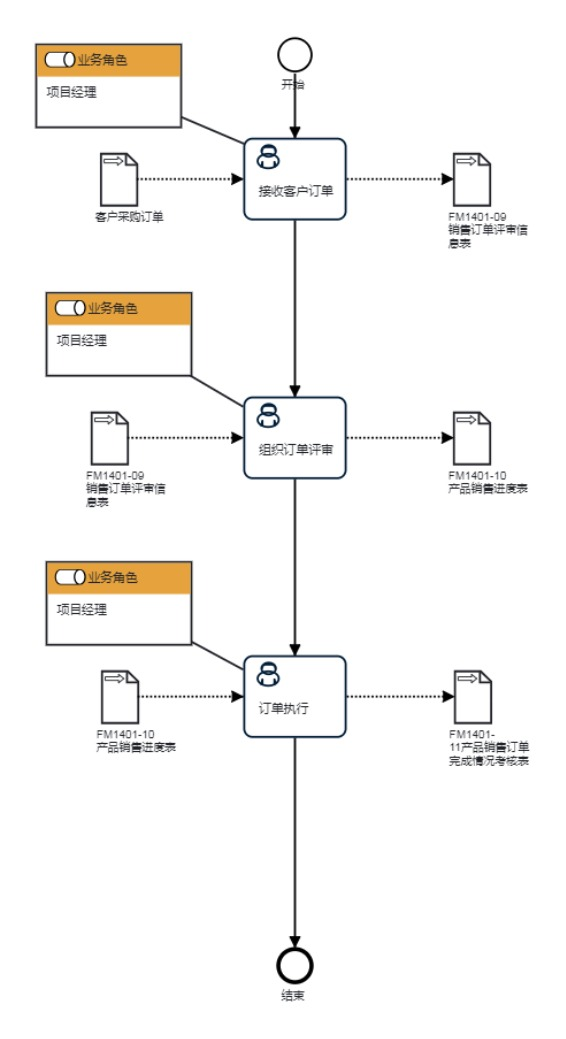 开始
业务角色
项目经理
接收客户订单
客户采购订单
FM1401-09
销售订单评审信
息表
业务角色
项目经理
组织订单评审
FM1401-09
销售订单评审信
息表
FM1401-10
产品销售进度表
业务角色
项目经理
订单执行
FM1401-10
产品销售进度表
FM1401-
11产品销售订单
完成情况考核表
结束